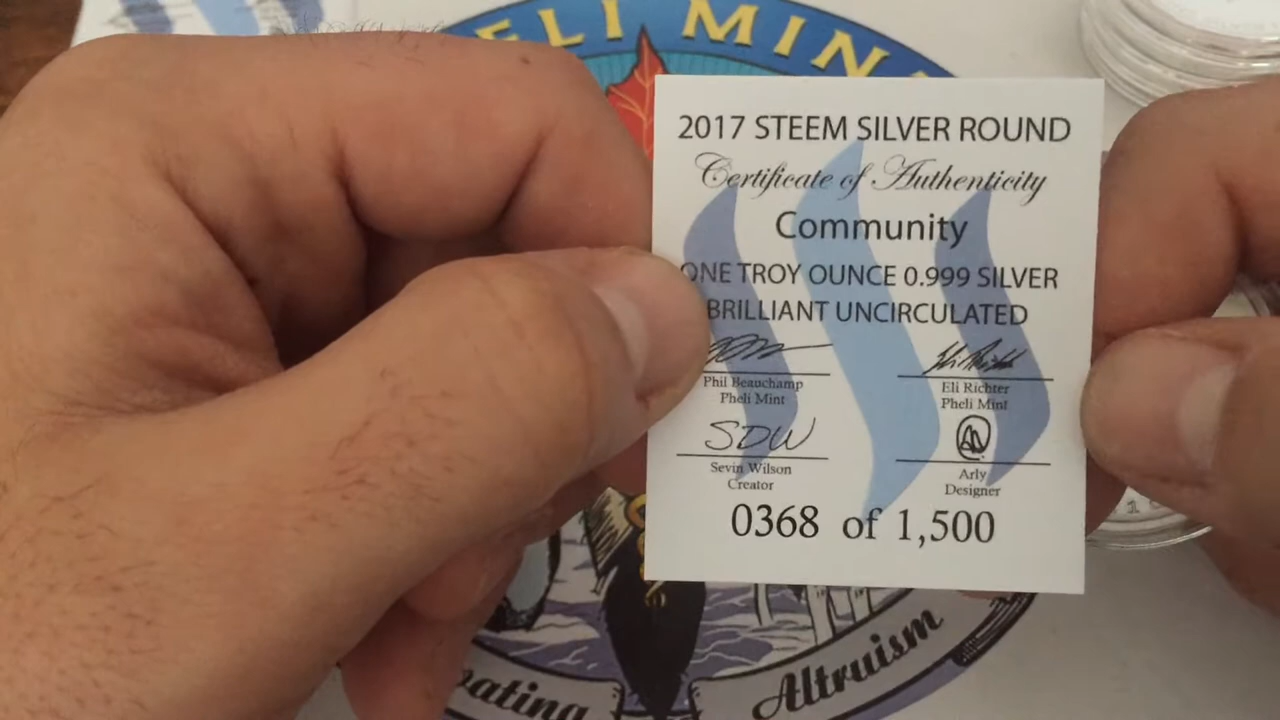 ELI MIN
2017 STEEM SILVER ROUND
Certificate of Authenticity
Community
ONE TROY OUNCE 0.999 SILVER
BRILLIANT UNCIRCULATED
Phil Beauchamp
Pheli Mint
Eli Richter
Pheli Mint
SDW
Sevin Wilson
Creator
Arly
Designer
0368 of 1,500
vating
Altruism